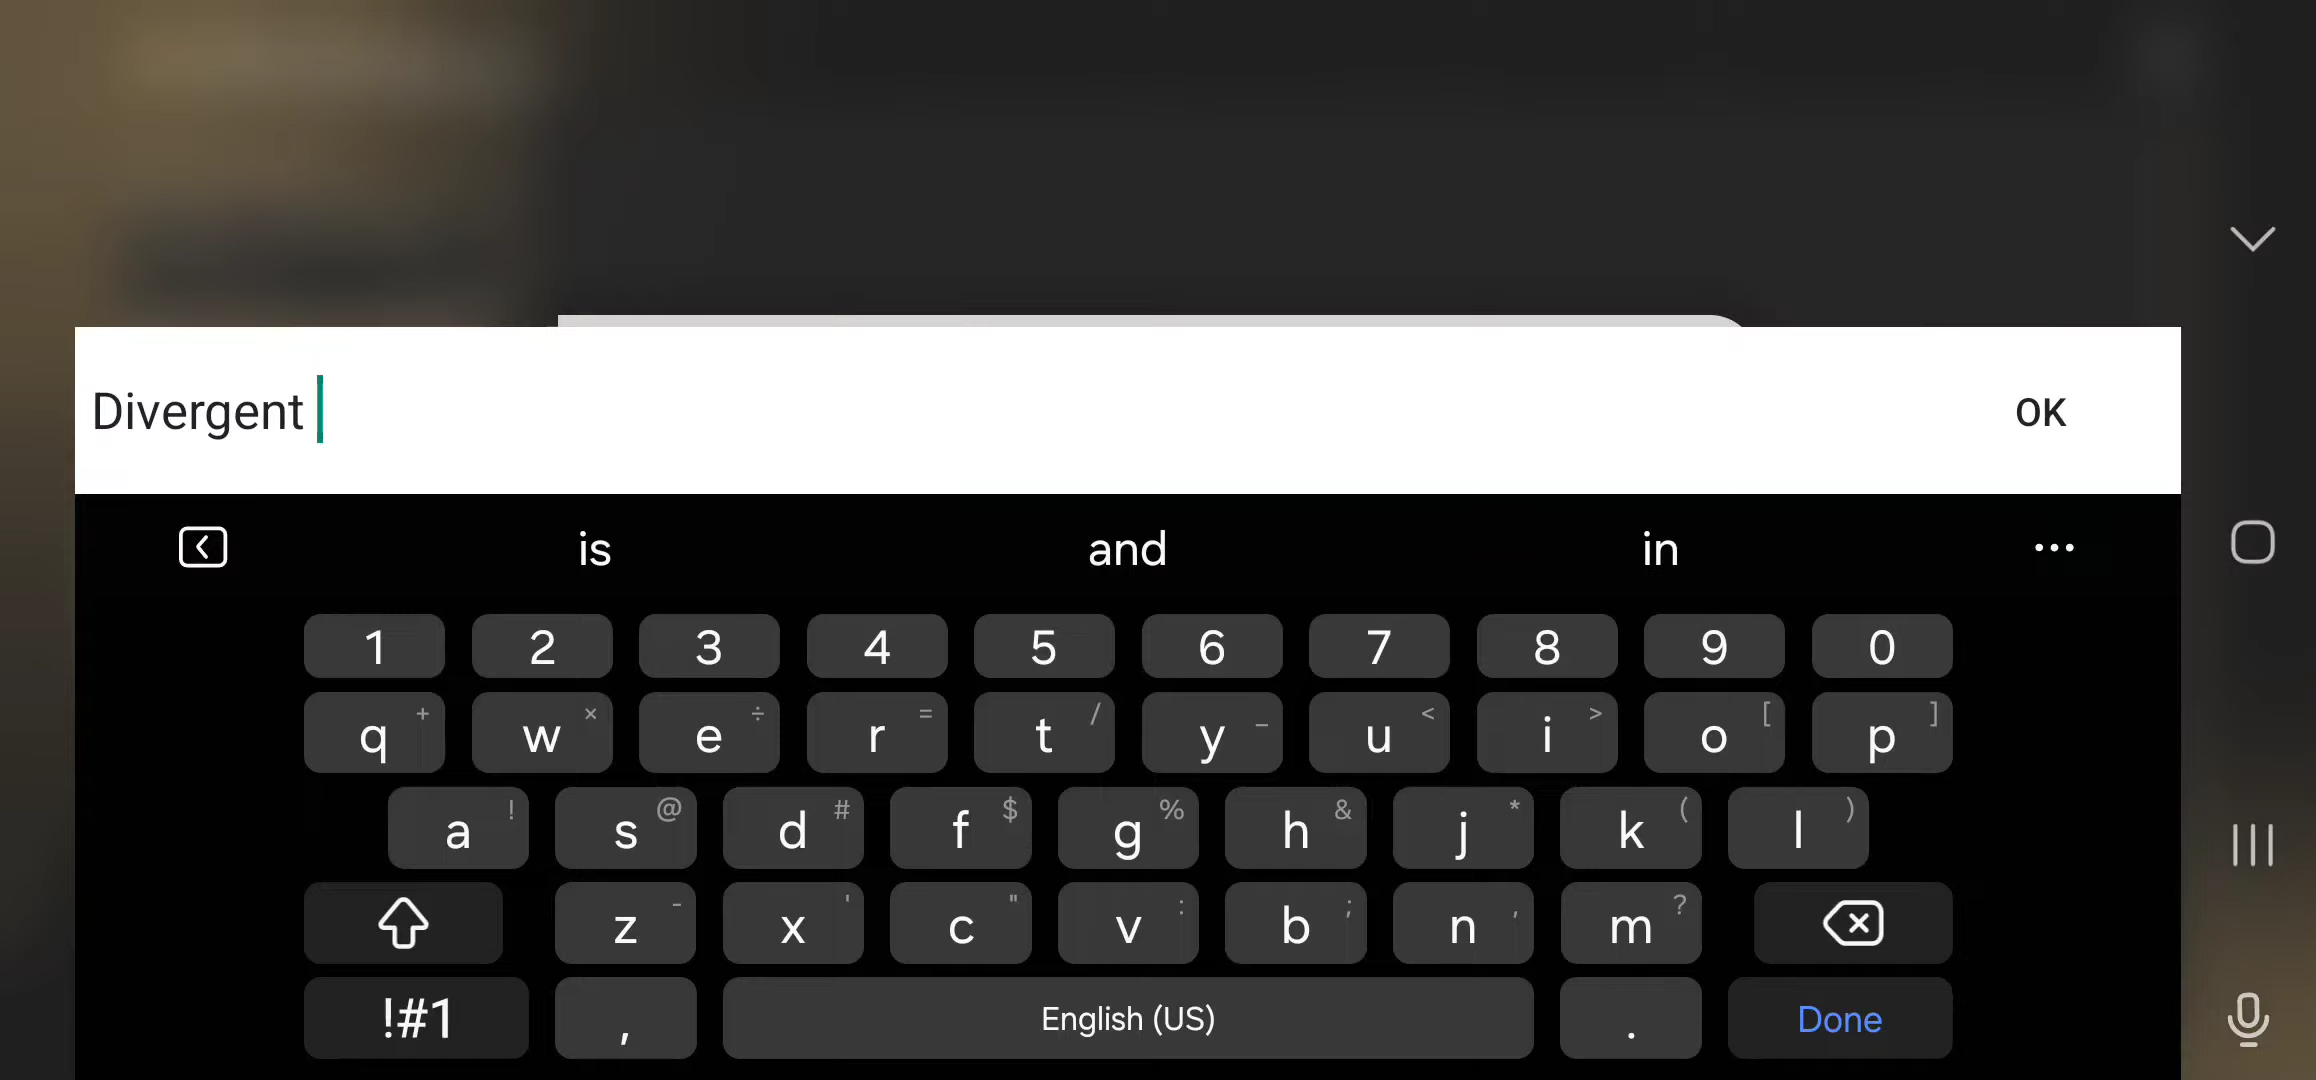 Divergent
OK
is and in ...
1 2 3 4 5 6 7 8 9 0
q + w × e ÷ r = t / y _ u < i > o [ p ]
a ! s @ d # f $ g % h & j * k ( l )
z - x ' c " v : b ; n , m ?
!#1 , English (US) . Done